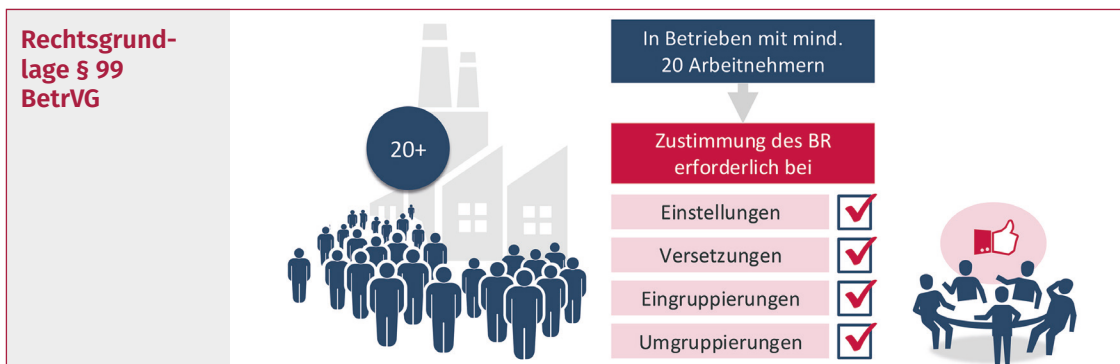 Rechtsgrund-
lage § 99
BetrVG
20+
In Betrieben mit mind.
20 Arbeitnehmern
Zustimmung des BR
erforderlich bei
Einstellungen
Versetzungen
Eingruppierungen
Umgruppierungen